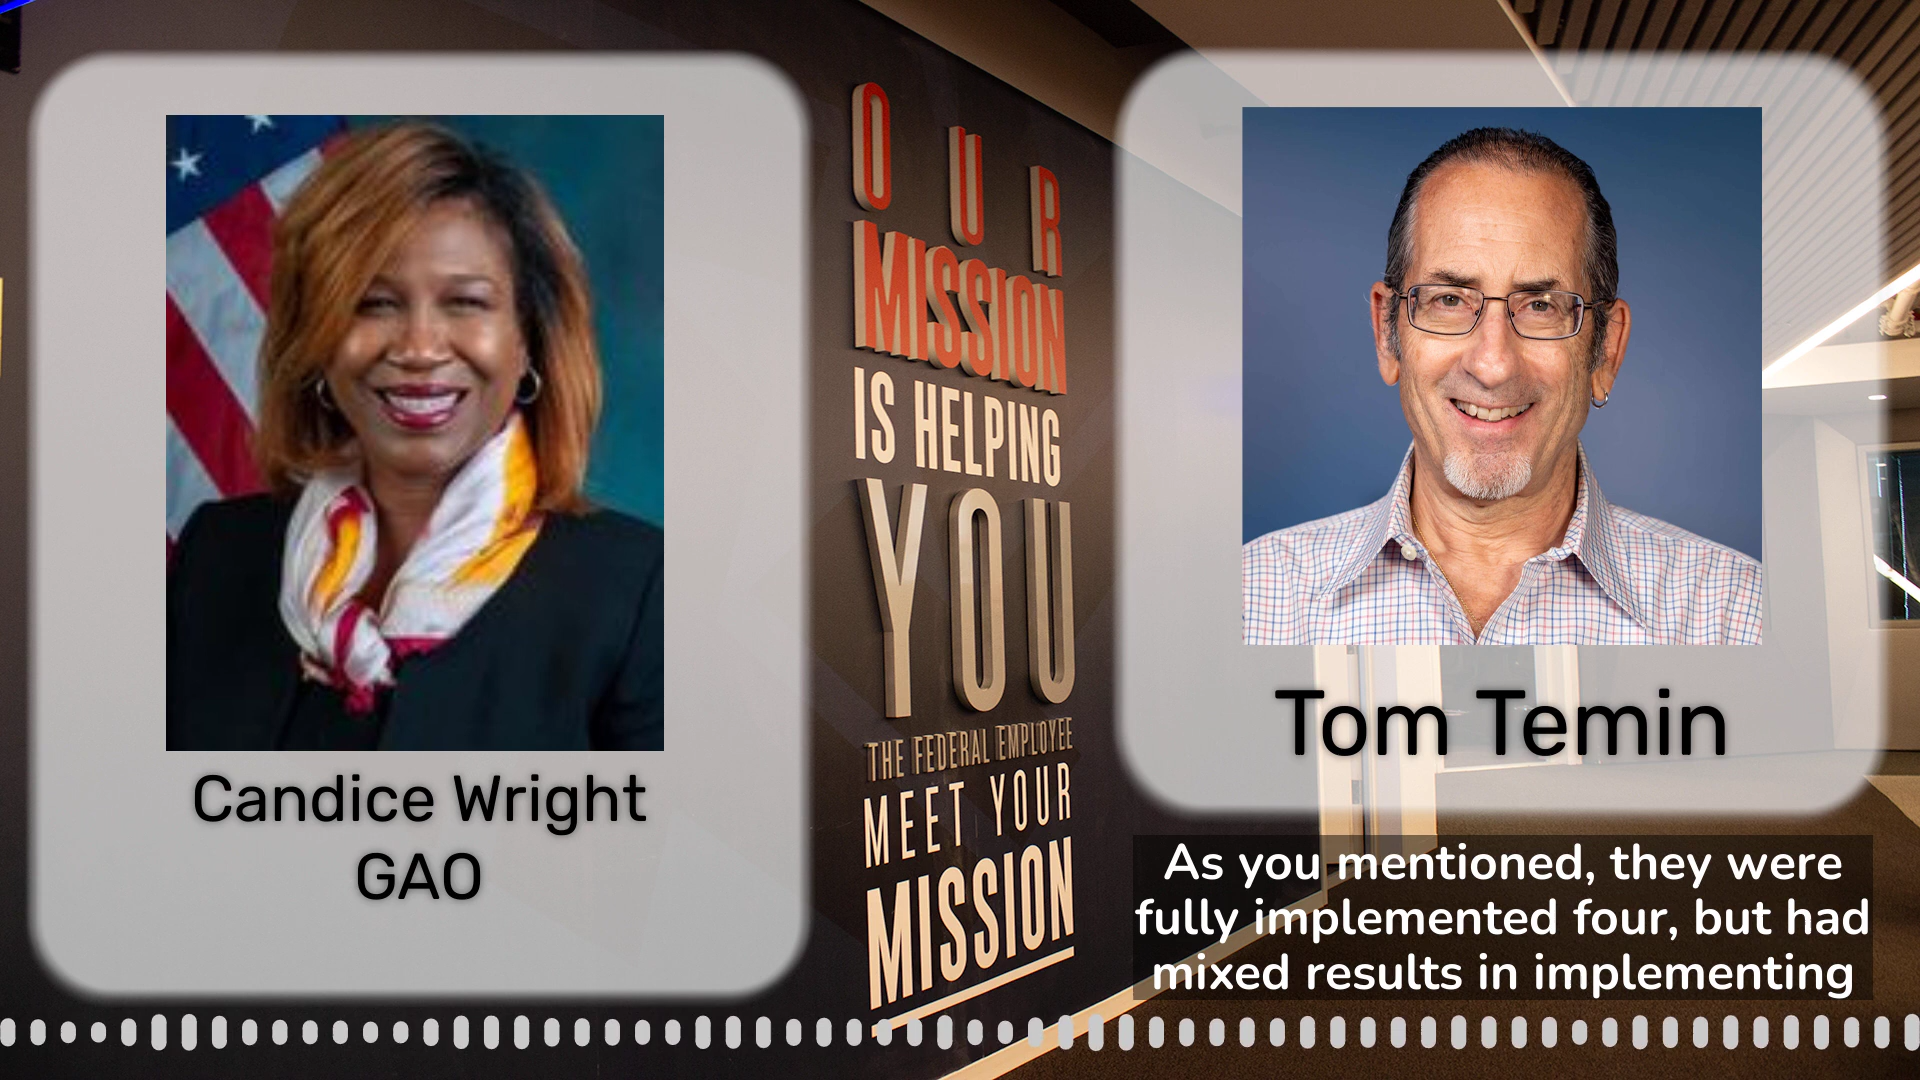 Candice Wright
GAO
OUR
MISSION
IS HELPING
YOU
THE FEDERAL EMPLOYEE
MEET YOUR
MISSION
Tom Temin
As you mentioned, they were
fully implemented four, but had
mixed results in implementing